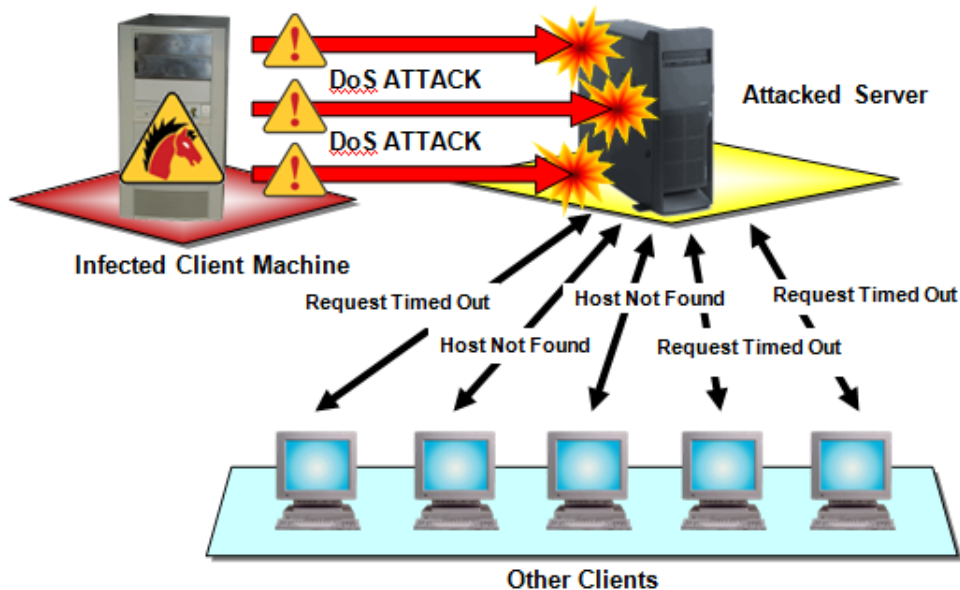 DoS ATTACK
Attacked Server
DoS ATTACK
Infected Client Machine
Request Timed Out
Host Not Found
Host Not Found
Request Timed Out
Request Timed Out
Other Clients